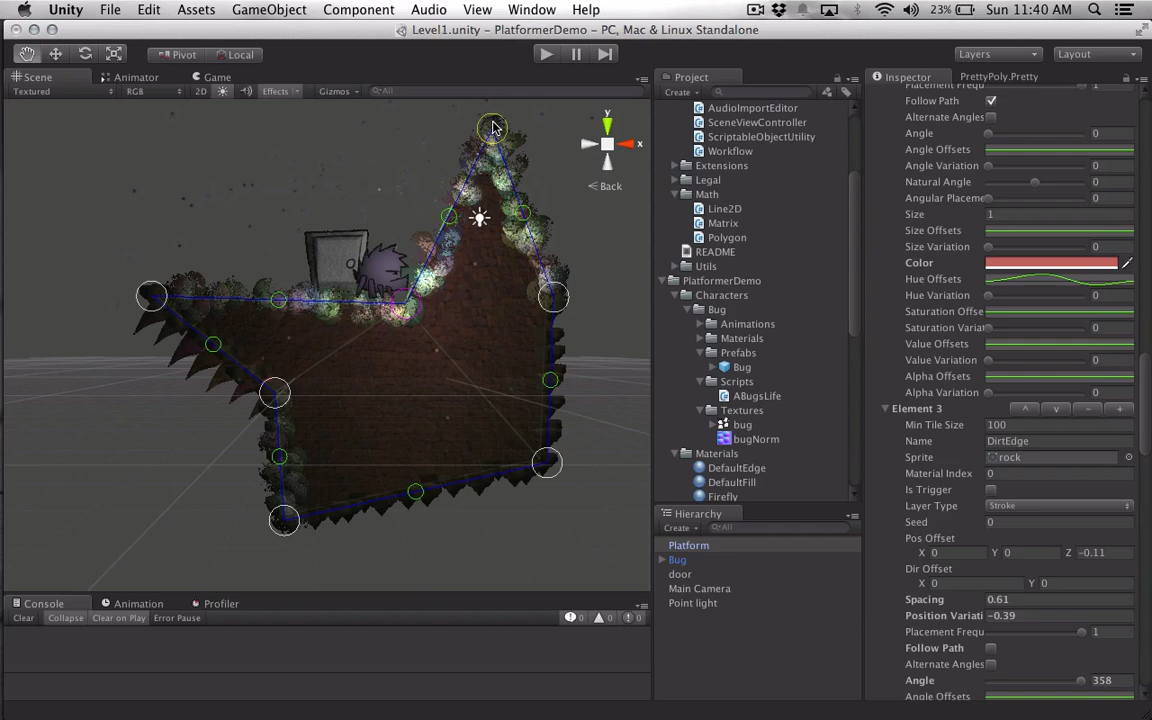 Unity File Edit Assets GameObject Component Audio View Window Help 23% Sun 11:40 AM
Level1.unity - PlatformerDemo - PC, Mac & Linux Standalone
Pivot Local Layers Layout
Scene Animator Game
Textured RGB 2D Effects Gizmos All
y
x
Back
Console Animation Profiler
Clear Collapse Clear on Play Error Pause 0 0 0
Project
Create
AudioImportEditor
SceneViewController
ScriptableObjectUtility
Workflow
Extensions
Legal
Math
Line2D
Matrix
Polygon
README
Utils
PlatformerDemo
Characters
Bug
Animations
Materials
Prefabs
Bug
Scripts
ABugsLife
Textures
bug
bugNorm
Materials
DefaultEdge
DefaultFill
Firefly
Hierarchy
Create All
Platform
Bug
door
Main Camera
Point light
Inspector PrettyPoly.Pretty
Placement Frequ 1
Follow Path
Alternate Angles
Angle 0
Angle Offsets
Angle Variation 0
Natural Angle 0
Angular Placeme 0
Size 1
Size Offsets
Size Variation 0
Color
Hue Offsets
Hue Variation 0
Saturation Offse
Saturation Variat 0
Value Offsets
Value Variation 0
Alpha Offsets
Alpha Variation 0
Element 3 ^ v - +
Min Tile Size 100
Name DirtEdge
Sprite rock
Material Index 0
Is Trigger
Layer Type Stroke
Seed 0
Pos Offset
X 0 Y 0 Z -0.11
Dir Offset
X 0 Y 0
Spacing 0.61
Position Variati -0.39
Placement Frequ 1
Follow Path
Alternate Angles
Angle 358
Angle Offsets